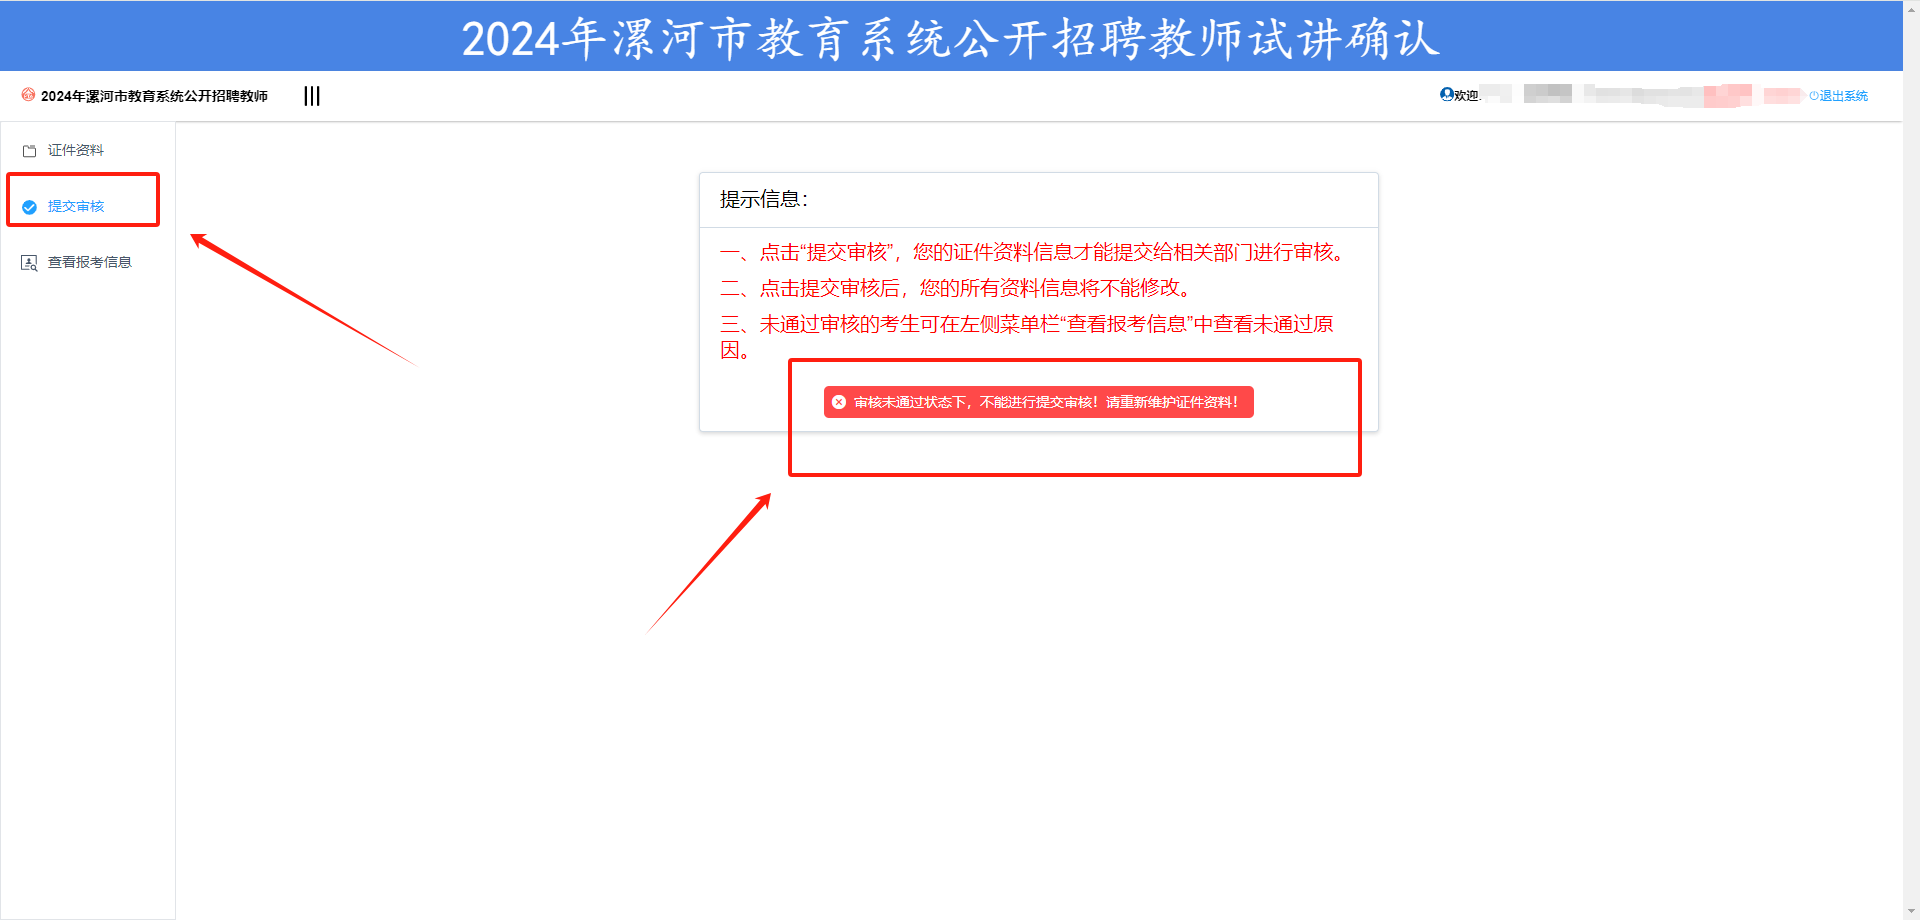 2024年漯河市教育系统公开招聘教师试讲确认
2024年漯河市教育系统公开招聘教师
欢迎
退出系统
证件资料
提交审核
查看报考信息
提示信息：
一、点击“提交审核”，您的证件资料信息才能提交给相关部门进行审核。
二、点击提交审核后，您的所有资料信息将不能修改。
三、未通过审核的考生可在左侧菜单栏“查看报考信息”中查看未通过原
因。
审核未通过状态下，不能进行提交审核！请重新维护证件资料！